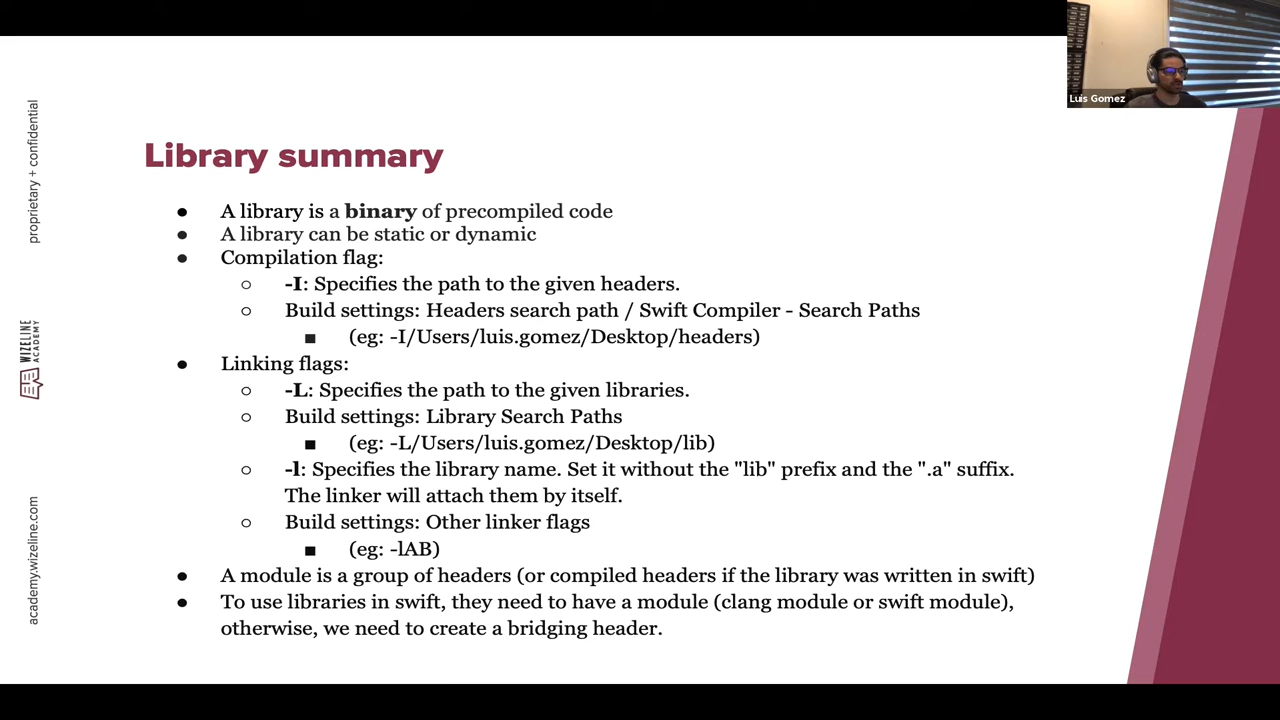 Luis Gomez
proprietary + confidential
WIZELINE
ACADEMY
academy.wizeline.com
Library summary
● A library is a binary of precompiled code
● A library can be static or dynamic
● Compilation flag:
○ -I: Specifies the path to the given headers.
○ Build settings: Headers search path / Swift Compiler - Search Paths
■ (eg: -I/Users/luis.gomez/Desktop/headers)
● Linking flags:
○ -L: Specifies the path to the given libraries.
○ Build settings: Library Search Paths
■ (eg: -L/Users/luis.gomez/Desktop/lib)
○ -l: Specifies the library name. Set it without the "lib" prefix and the ".a" suffix.
The linker will attach them by itself.
○ Build settings: Other linker flags
■ (eg: -lAB)
● A module is a group of headers (or compiled headers if the library was written in swift)
● To use libraries in swift, they need to have a module (clang module or swift module),
otherwise, we need to create a bridging header.